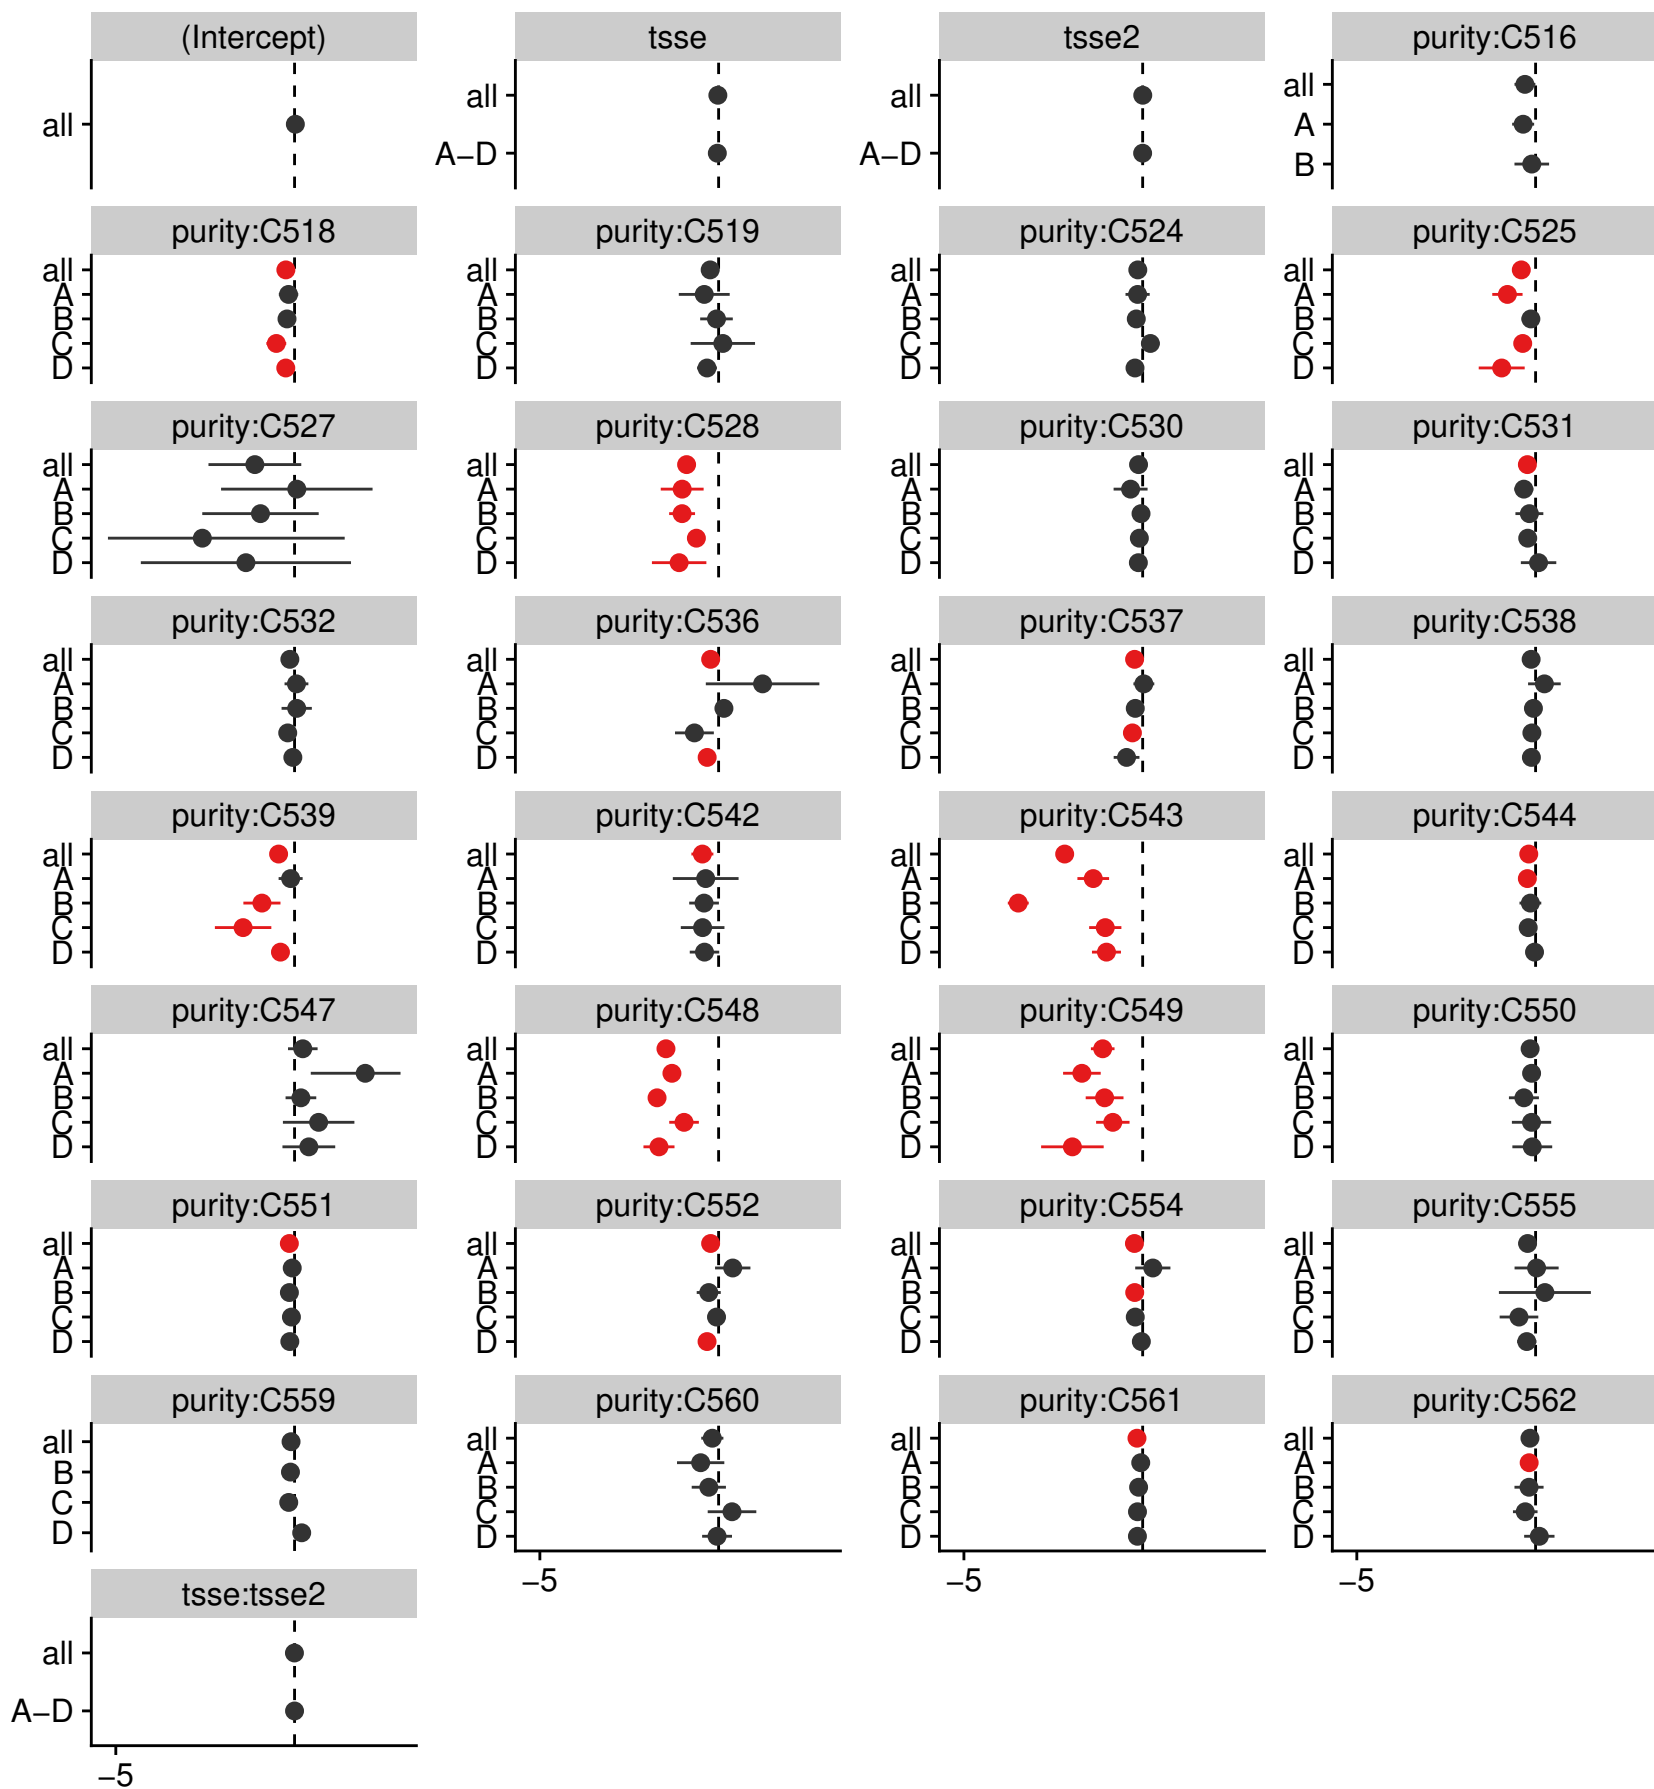 (Intercept) tsse tsse2 purity:C516
all
all
A−D
all
A−D
all
A
B
purity:C518 purity:C519 purity:C524 purity:C525
all all all all
A A A A
B B B B
C C C C
D D D D
purity:C527 purity:C528 purity:C530 purity:C531
all all all all
A A A A
B B B B
C C C C
D D D D
purity:C532 purity:C536 purity:C537 purity:C538
all all all all
A A A A
B B B B
C C C C
D D D D
purity:C539 purity:C542 purity:C543 purity:C544
all all all all
A A A A
B B B B
C C C C
D D D D
purity:C547 purity:C548 purity:C549 purity:C550
all all all all
A A A A
B B B B
C C C C
D D D D
purity:C551 purity:C552 purity:C554 purity:C555
all all all all
A A A A
B B B B
C C C C
D D D D
purity:C559 purity:C560 purity:C561 purity:C562
all
B
C
D
all all all
A A A
B B B
C C C
D D D
−5 −5 −5
tsse:tsse2
all
A−D
−5